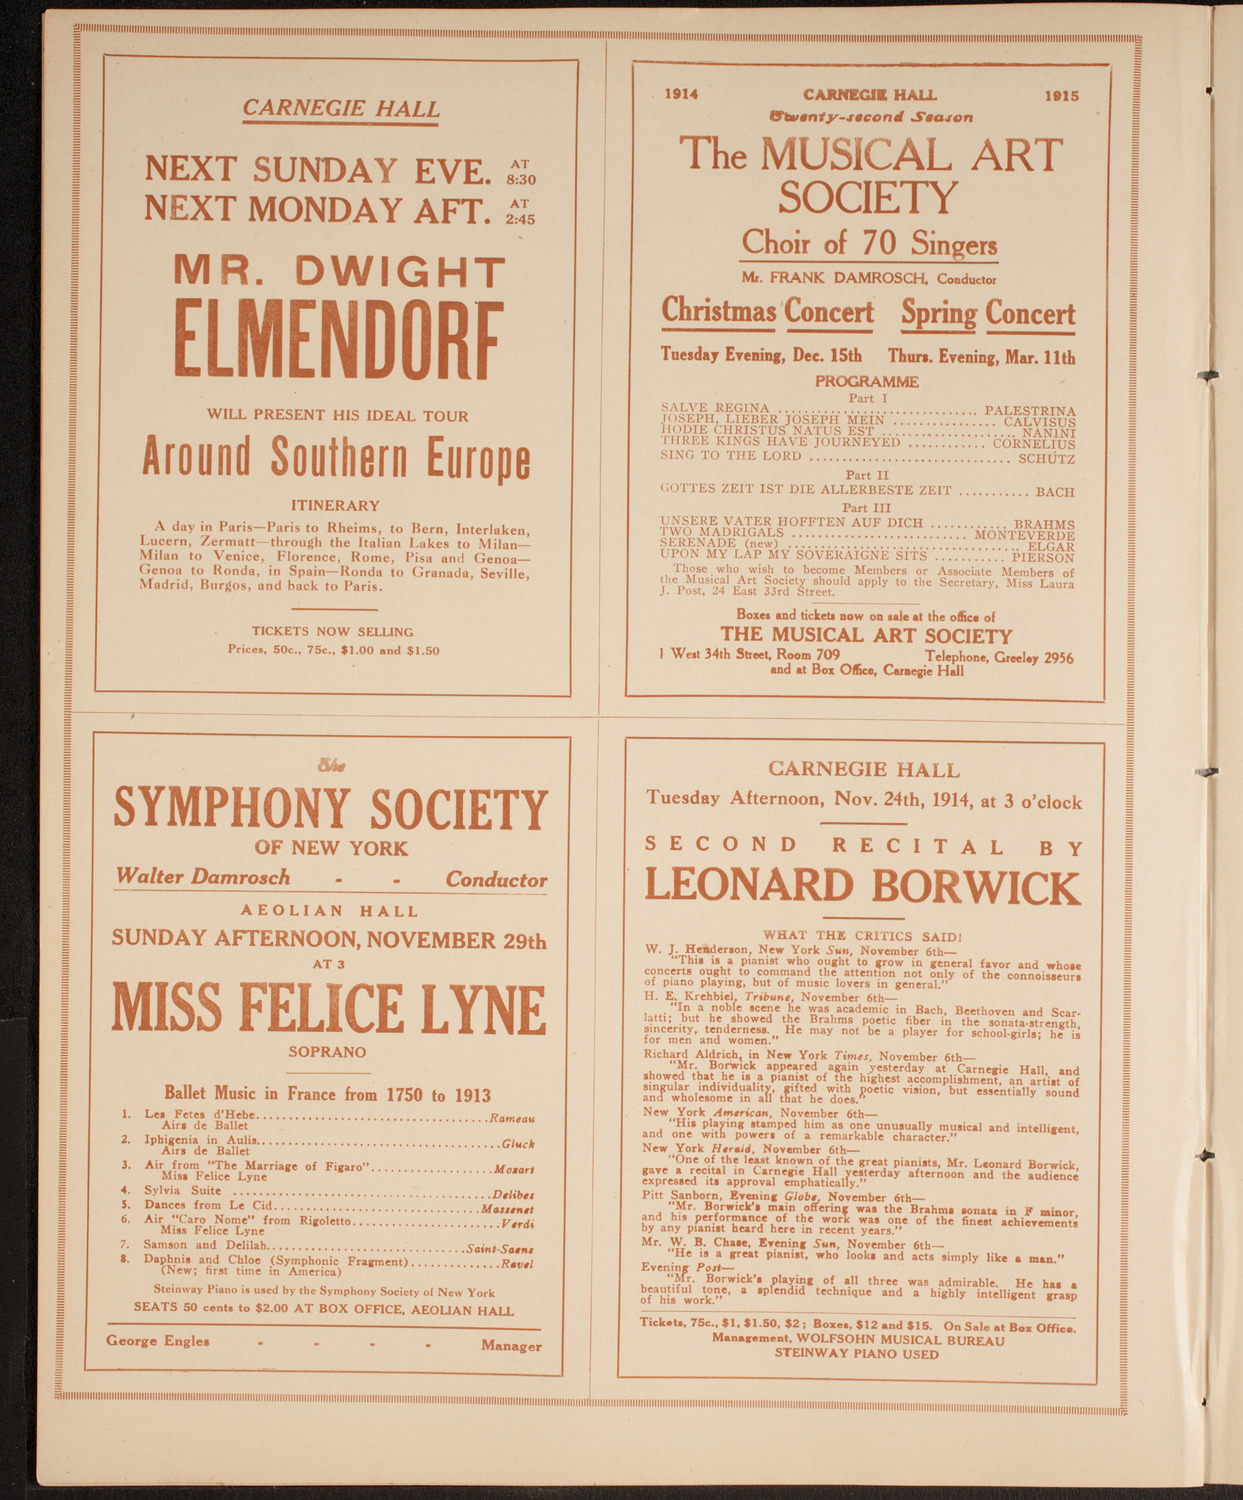 CARNEGIE HALL
NEXT SUNDAY EVE. AT 8:30
NEXT MONDAY AFT. AT 2:45
MR. DWIGHT
ELMENDORF
WILL PRESENT HIS IDEAL TOUR
Around Southern Europe
ITINERARY
A day in Paris—Paris to Rheims, to Bern, Interlaken,
Lucern, Zermatt—through the Italian Lakes to Milan—
Milan to Venice, Florence, Rome, Pisa and Genoa—
Genoa to Ronda, in Spain—Ronda to Granada, Seville,
Madrid, Burgos, and back to Paris.
TICKETS NOW SELLING
Prices, 50c., 75c., $1.00 and $1.50
1914 CARNEGIE HALL 1915
Twenty-second Season
The MUSICAL ART
SOCIETY
Choir of 70 Singers
Mr. FRANK DAMROSCH, Conductor
Christmas Concert Spring Concert
Tuesday Evening, Dec. 15th Thurs. Evening, Mar. 11th
PROGRAMME
Part I
SALVE REGINA ............................. PALESTRINA
JOSEPH, LIEBER JOSEPH MEIN ............... CALVISUS
HODIE CHRISTUS NATUS EST .................... NANINI
THREE KINGS HAVE JOURNEYED ............... CORNELIUS
SING TO THE LORD .............................. SCHÜTZ
Part II
GOTTES ZEIT IST DIE ALLERBESTE ZEIT ........... BACH
Part III
UNSERE VATER HOFFTEN AUF DICH ............ BRAHMS
TWO MADRIGALS .......................... MONTEVERDE
SERENADE (new) .................................. ELGAR
UPON MY LAP MY SOVERAIGNE SITS ........... PIERSON
Those who wish to become Members or Associate Members of
the Musical Art Society should apply to the Secretary, Miss Laura
J. Post, 24 East 33rd Street.
Boxes and tickets now on sale at the office of
THE MUSICAL ART SOCIETY
1 West 34th Street, Room 709 Telephone, Greeley 2956
and at Box Office, Carnegie Hall
The
SYMPHONY SOCIETY
OF NEW YORK
Walter Damrosch - - Conductor
AEOLIAN HALL
SUNDAY AFTERNOON, NOVEMBER 29th
AT 3
MISS FELICE LYNE
SOPRANO
Ballet Music in France from 1750 to 1913
1. Les Fetes d'Hebe...................................Rameau
Airs de Ballet
2. Iphigenia in Aulis....................................Gluck
Airs de Ballet
3. Air from "The Marriage of Figaro"..................Mozart
Miss Felice Lyne
4. Sylvia Suite ......................................Delibes
5. Dances from Le Cid...............................Massenet
6. Air "Caro Nome" from Rigoletto......................Verdi
Miss Felice Lyne
7. Samson and Delilah.............................Saint-Saens
8. Daphnis and Chloe (Symphonic Fragment).............Ravel
(New; first time in America)
Steinway Piano is used by the Symphony Society of New York
SEATS 50 cents to $2.00 AT BOX OFFICE, AEOLIAN HALL
George Engles - - - - Manager
CARNEGIE HALL
Tuesday Afternoon, Nov. 24th, 1914, at 3 o'clock
SECOND RECITAL BY
LEONARD BORWICK
WHAT THE CRITICS SAID!
W. J. Henderson, New York Sun, November 6th—
"This is a pianist who ought to grow in general favor and whose
concerts ought to command the attention not only of the connoisseurs
of piano playing, but of music lovers in general."
H. E. Krehbiel, Tribune, November 6th—
"In a noble scene he was academic in Bach, Beethoven and Scar-
latti; but he showed the Brahms poetic fiber in the sonata-strength,
sincerity, tenderness. He may not be a player for school-girls; he is
for men and women."
Richard Aldrich, in New York Times, November 6th—
"Mr. Borwick appeared again yesterday at Carnegie Hall, and
showed that he is a pianist of the highest accomplishment, an artist of
singular individuality, gifted with poetic vision, but essentially sound
and wholesome in all that he does."
New York American, November 6th—
"His playing stamped him as one unusually musical and intelligent,
and one with powers of a remarkable character."
New York Herald, November 6th—
"One of the least known of the great pianists, Mr. Leonard Borwick,
gave a recital in Carnegie Hall yesterday afternoon and the audience
expressed its approval emphatically."
Pitt Sanborn, Evening Globe, November 6th—
"Mr. Borwick's main offering was the Brahms sonata in F minor,
and his performance of the work was one of the finest achievements
by any pianist heard here in recent years."
Mr. W. B. Chase, Evening Sun, November 6th—
"He is a great pianist, who looks and acts simply like a man."
Evening Post—
"Mr. Borwick's playing of all three was admirable. He has a
beautiful tone, a splendid technique and a highly intelligent grasp
of his work."
Tickets, 75c., $1, $1.50, $2; Boxes, $12 and $15. On Sale at Box Office.
Management, WOLFSOHN MUSICAL BUREAU
STEINWAY PIANO USED